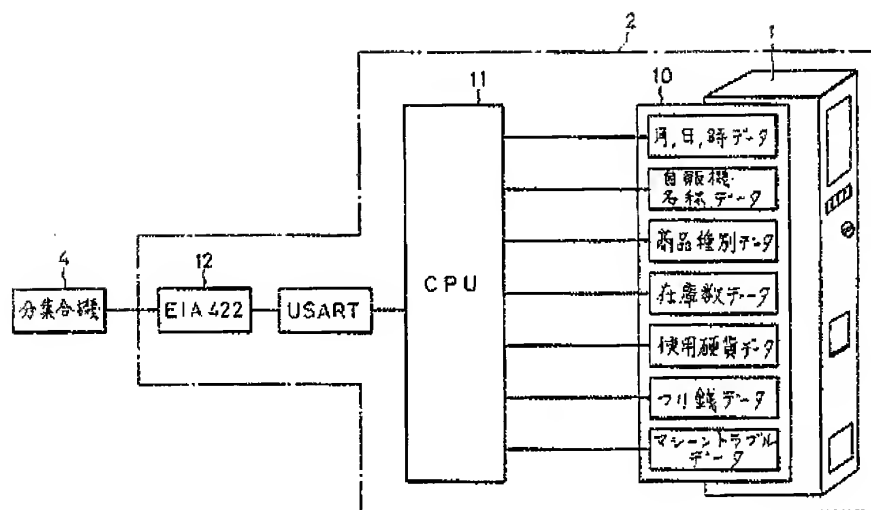 2
1
11
10
月,日,時データ
自販機
名称データ
商品種別データ
4
12
CPU
分集合機
EIA422
USART
在庫数データ
使用硬貨データ
つり銭データ
マシーントラブル
データ